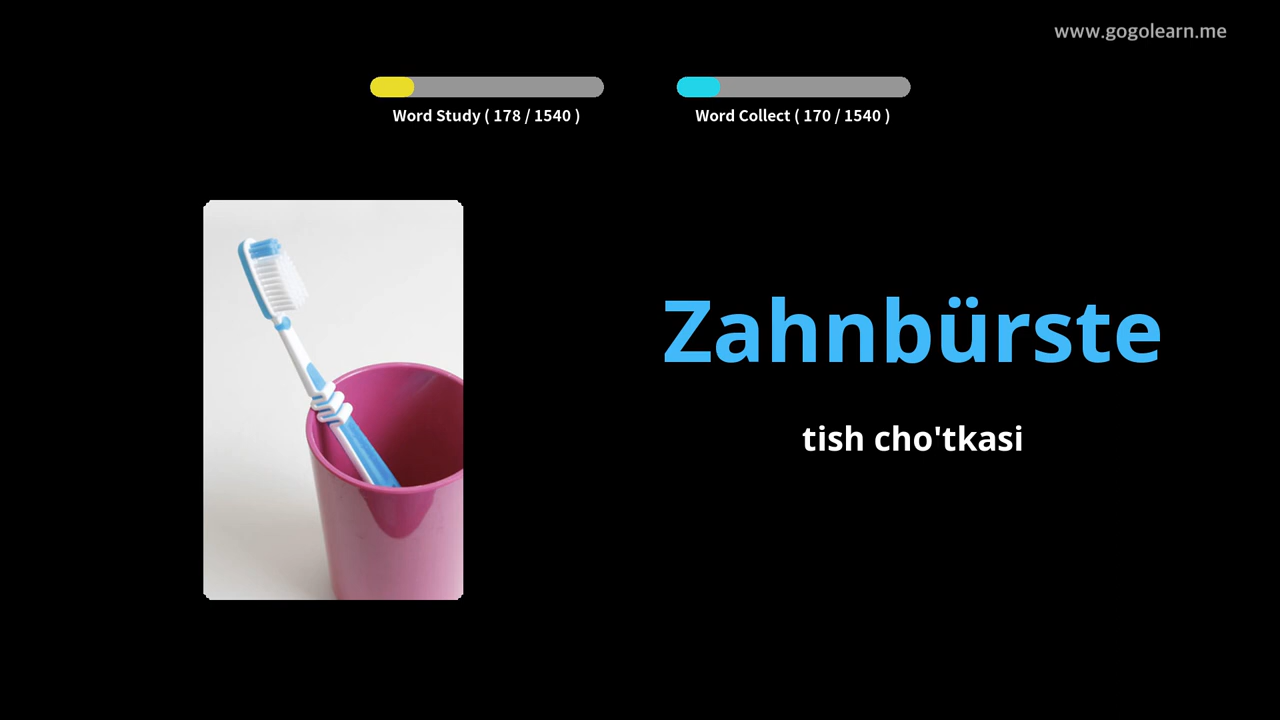 www.gogolearn.me
Word Study ( 178 / 1540 )
Word Collect ( 170 / 1540 )
Zahnbürste
tish cho'tkasi